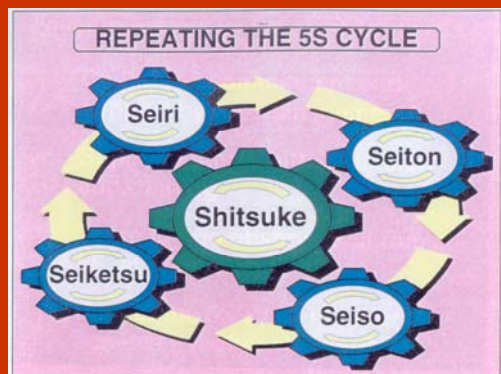 REPEATING THE 5S CYCLE
Seiri
Seiton
Shitsuke
Seiketsu
Seiso